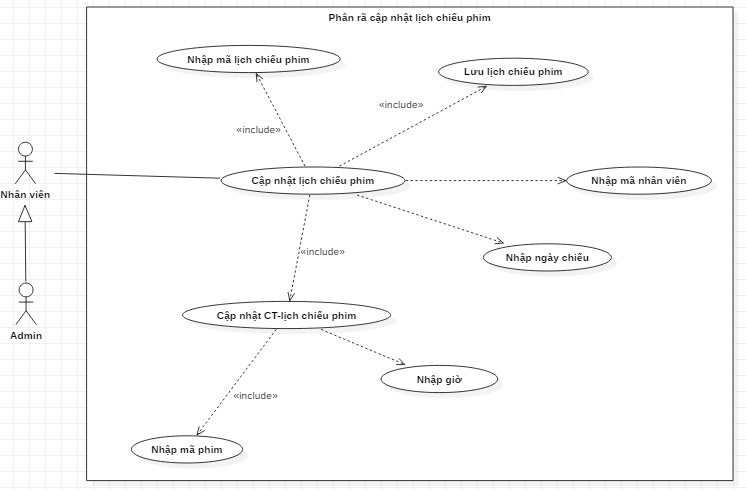 Phân rã cập nhật lịch chiếu phim
Nhập mã lịch chiếu phim
Lưu lịch chiếu phim
«include»
«include»
Cập nhật lịch chiếu phim
Nhập mã nhân viên
Nhân viên
«include»
Nhập ngày chiếu
Cập nhật CT-lịch chiếu phim
Admin
Nhập giờ
«include»
Nhập mã phim